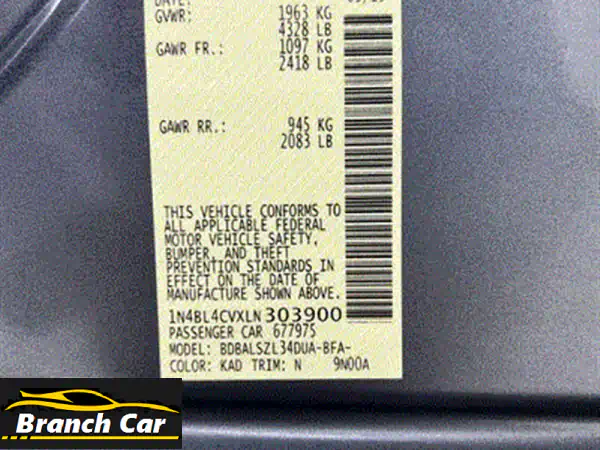 DATE:
GVWR: 1963 KG
4328 LB
GAWR FR.: 1097 KG
2418 LB
GAWR RR.: 945 KG
2083 LB
THIS VEHICLE CONFORMS TO
ALL APPLICABLE FEDERAL
MOTOR VEHICLE SAFETY,
BUMPER, AND THEFT
PREVENTION STANDARDS IN
EFFECT ON THE DATE OF
MANUFACTURE SHOWN ABOVE.
1N4BL4CVXLN303900
PASSENGER CAR 677975
MODEL: BDBALSZL34DUA-BFA-
COLOR: KAD TRIM: N 9N00A
Branch Car